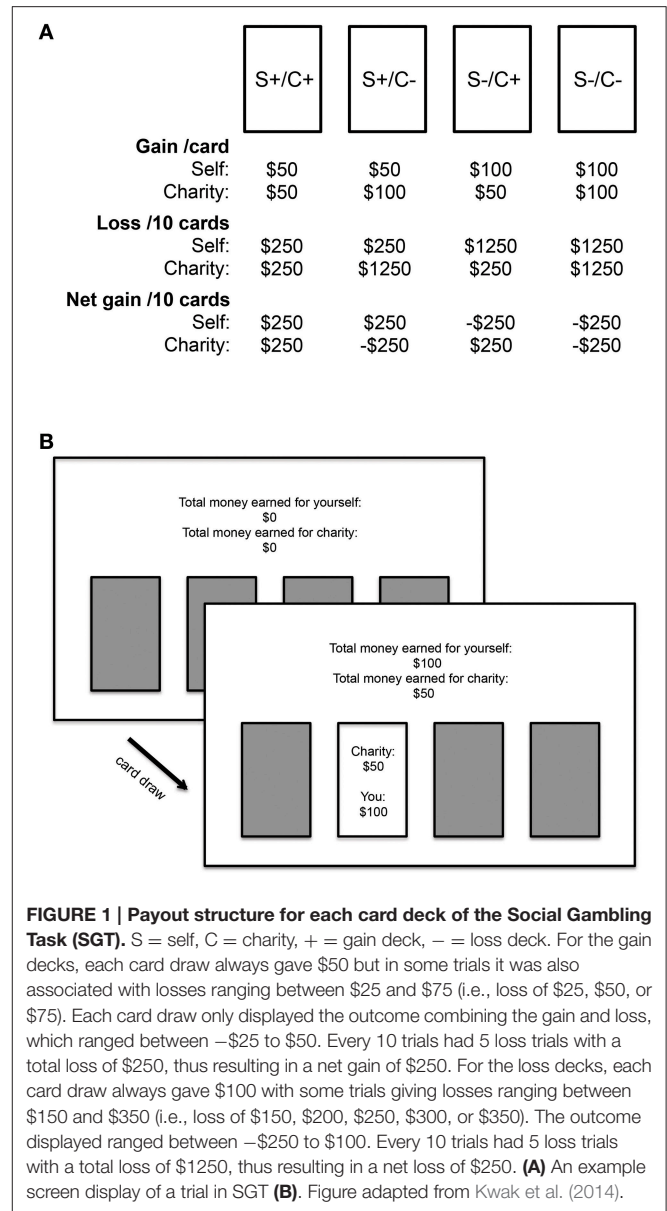 A
S+/C+ S+/C- S-/C+ S-/C-
Gain /card
Self: $50 $50 $100 $100
Charity: $50 $100 $50 $100
Loss /10 cards
Self: $250 $250 $1250 $1250
Charity: $250 $1250 $250 $1250
Net gain /10 cards
Self: $250 $250 -$250 -$250
Charity: $250 -$250 $250 -$250
B
Total money earned for yourself:
$0
Total money earned for charity:
$0
card draw
Total money earned for yourself:
$100
Total money earned for charity:
$50
Charity:
$50
You:
$100
FIGURE 1 | Payout structure for each card deck of the Social Gambling
Task (SGT). S = self, C = charity, + = gain deck, − = loss deck. For the gain
decks, each card draw always gave $50 but in some trials it was also
associated with losses ranging between $25 and $75 (i.e., loss of $25, $50, or
$75). Each card draw only displayed the outcome combining the gain and loss,
which ranged between −$25 to $50. Every 10 trials had 5 loss trials with a
total loss of $250, thus resulting in a net gain of $250. For the loss decks, each
card draw always gave $100 with some trials giving losses ranging between
$150 and $350 (i.e., loss of $150, $200, $250, $300, or $350). The outcome
displayed ranged between −$250 to $100. Every 10 trials had 5 loss trials
with a total loss of $1250, thus resulting in a net loss of $250. (A) An example
screen display of a trial in SGT (B). Figure adapted from Kwak et al. (2014).